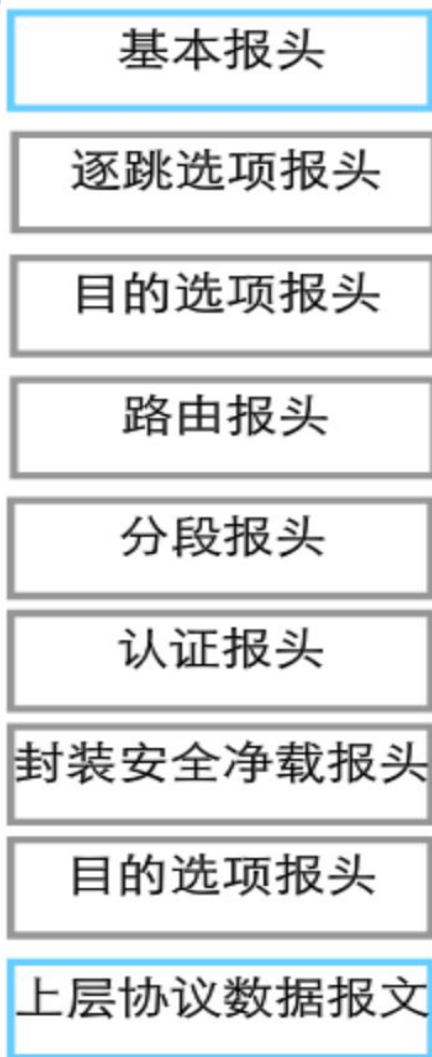 基本报头
逐跳选项报头
目的选项报头
路由报头
分段报头
认证报头
封装安全净载报头
目的选项报头
上层协议数据报文